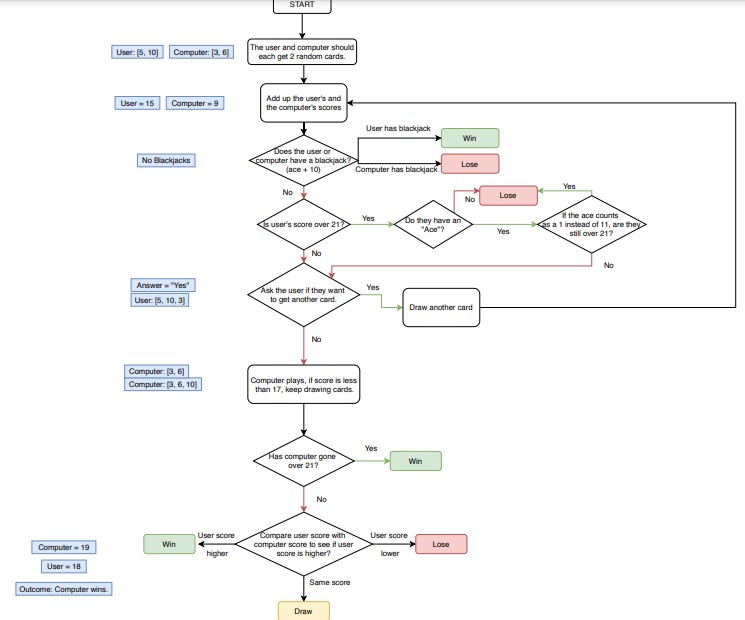 START
The user and computer should
each get 2 random cards.
User: [5, 10]
Computer: [3, 6]
Add up the user's and
the computer's scores
User = 15
Computer = 9
Does the user or
computer have a blackjack?
(ace + 10)
User has blackjack
Win
Computer has blackjack
Lose
No Blackjacks
No
Is user's score over 21?
Yes
Do they have an
"Ace"?
No
Lose
Yes
Yes
If the ace counts
as a 1 instead of 11, are they
still over 21?
No
No
Ask the user if they want
to get another card.
Yes
Draw another card
Answer = "Yes"
User: [5, 10, 3]
No
Computer plays, if score is less
than 17, keep drawing cards.
Computer: [3, 6]
Computer: [3, 6, 10]
Has computer gone
over 21?
Yes
Win
No
Compare user score with
computer score to see if user
score is higher?
User score
higher
Win
User score
lower
Lose
Same score
Draw
Computer = 19
User = 18
Outcome: Computer wins.